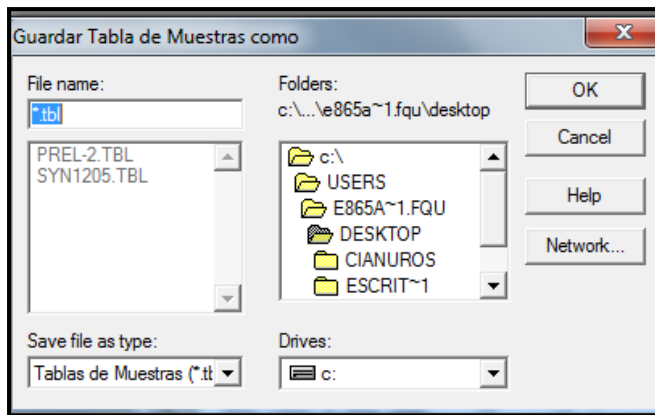 Guardar Tabla de Muestras como
File name:
*.tbl
PREL-2.TBL
SYN1205.TBL
Save file as type:
Tablas de Muestras (*.tl
Folders:
c:\...\e865a~1.fqu\desktop
c:\
USERS
E865A~1.FQU
DESKTOP
CIANUROS
ESCRIT~1
Drives:
c:
OK
Cancel
Help
Network...